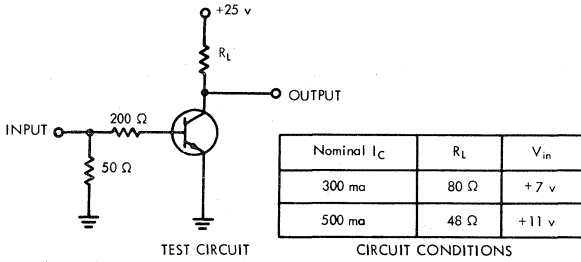 +25 v
R_L
OUTPUT
200 Ω
INPUT
50 Ω
Nominal I_C R_L V_in
300 ma 80 Ω +7 v
500 ma 48 Ω +11 v
TEST CIRCUIT CIRCUIT CONDITIONS